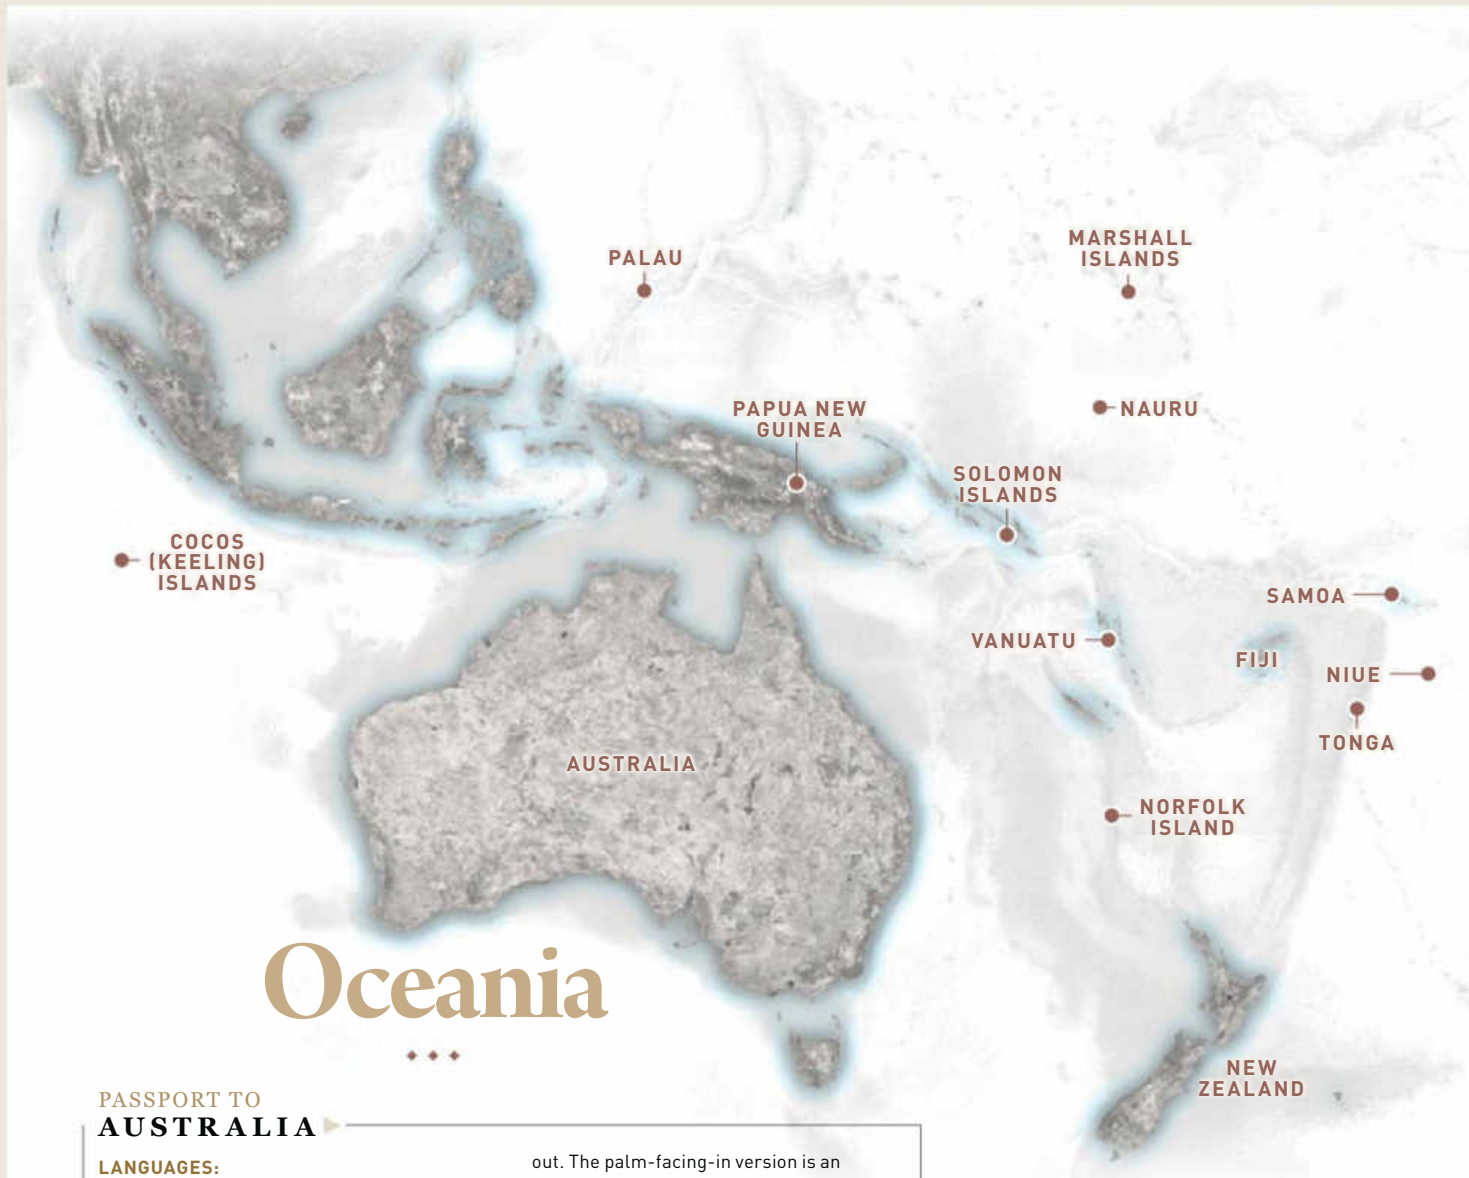 PALAU
MARSHALL
ISLANDS
PAPUA NEW
GUINEA
NAURU
SOLOMON
ISLANDS
COCOS
(KEELING)
ISLANDS
SAMOA
VANUATU
FIJI
NIUE
TONGA
AUSTRALIA
NORFOLK
ISLAND
Oceania
NEW
ZEALAND
PASSPORT TO
AUSTRALIA
LANGUAGES:
out. The palm-facing-in version is an